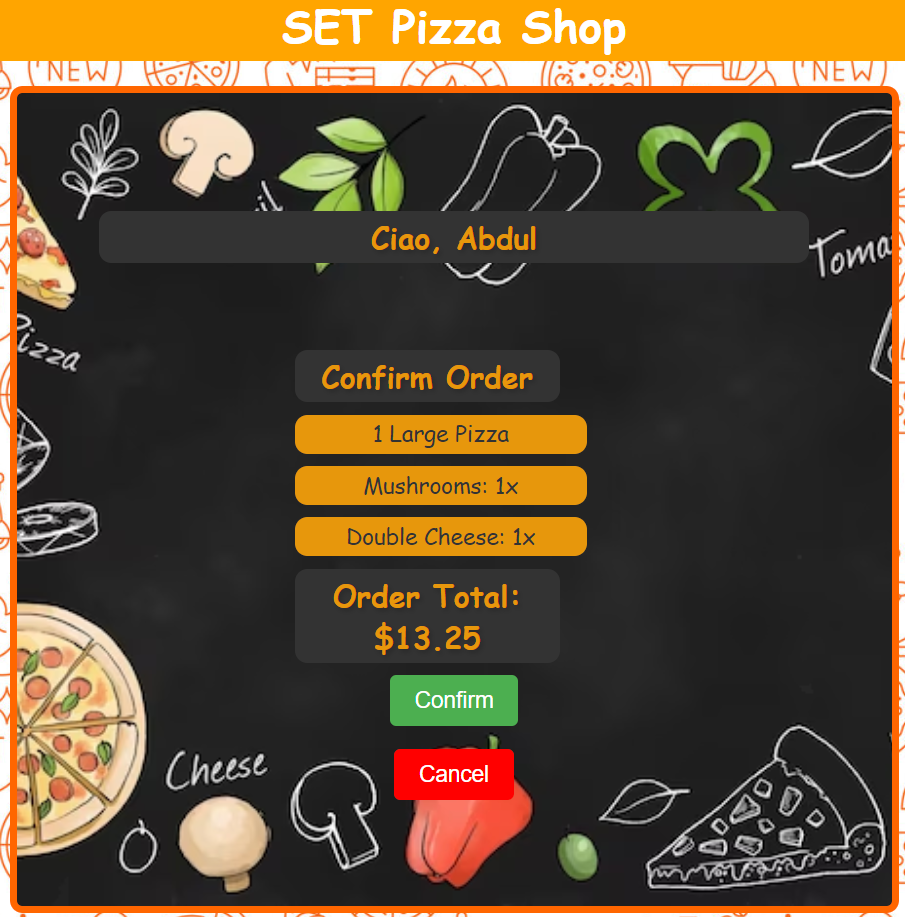 SET Pizza Shop
NEW
NEW
Ciao, Abdul
Toma
Pizza
Confirm Order
1 Large Pizza
Mushrooms: 1x
Double Cheese: 1x
Order Total:
$13.25
Confirm
Cheese
Cancel